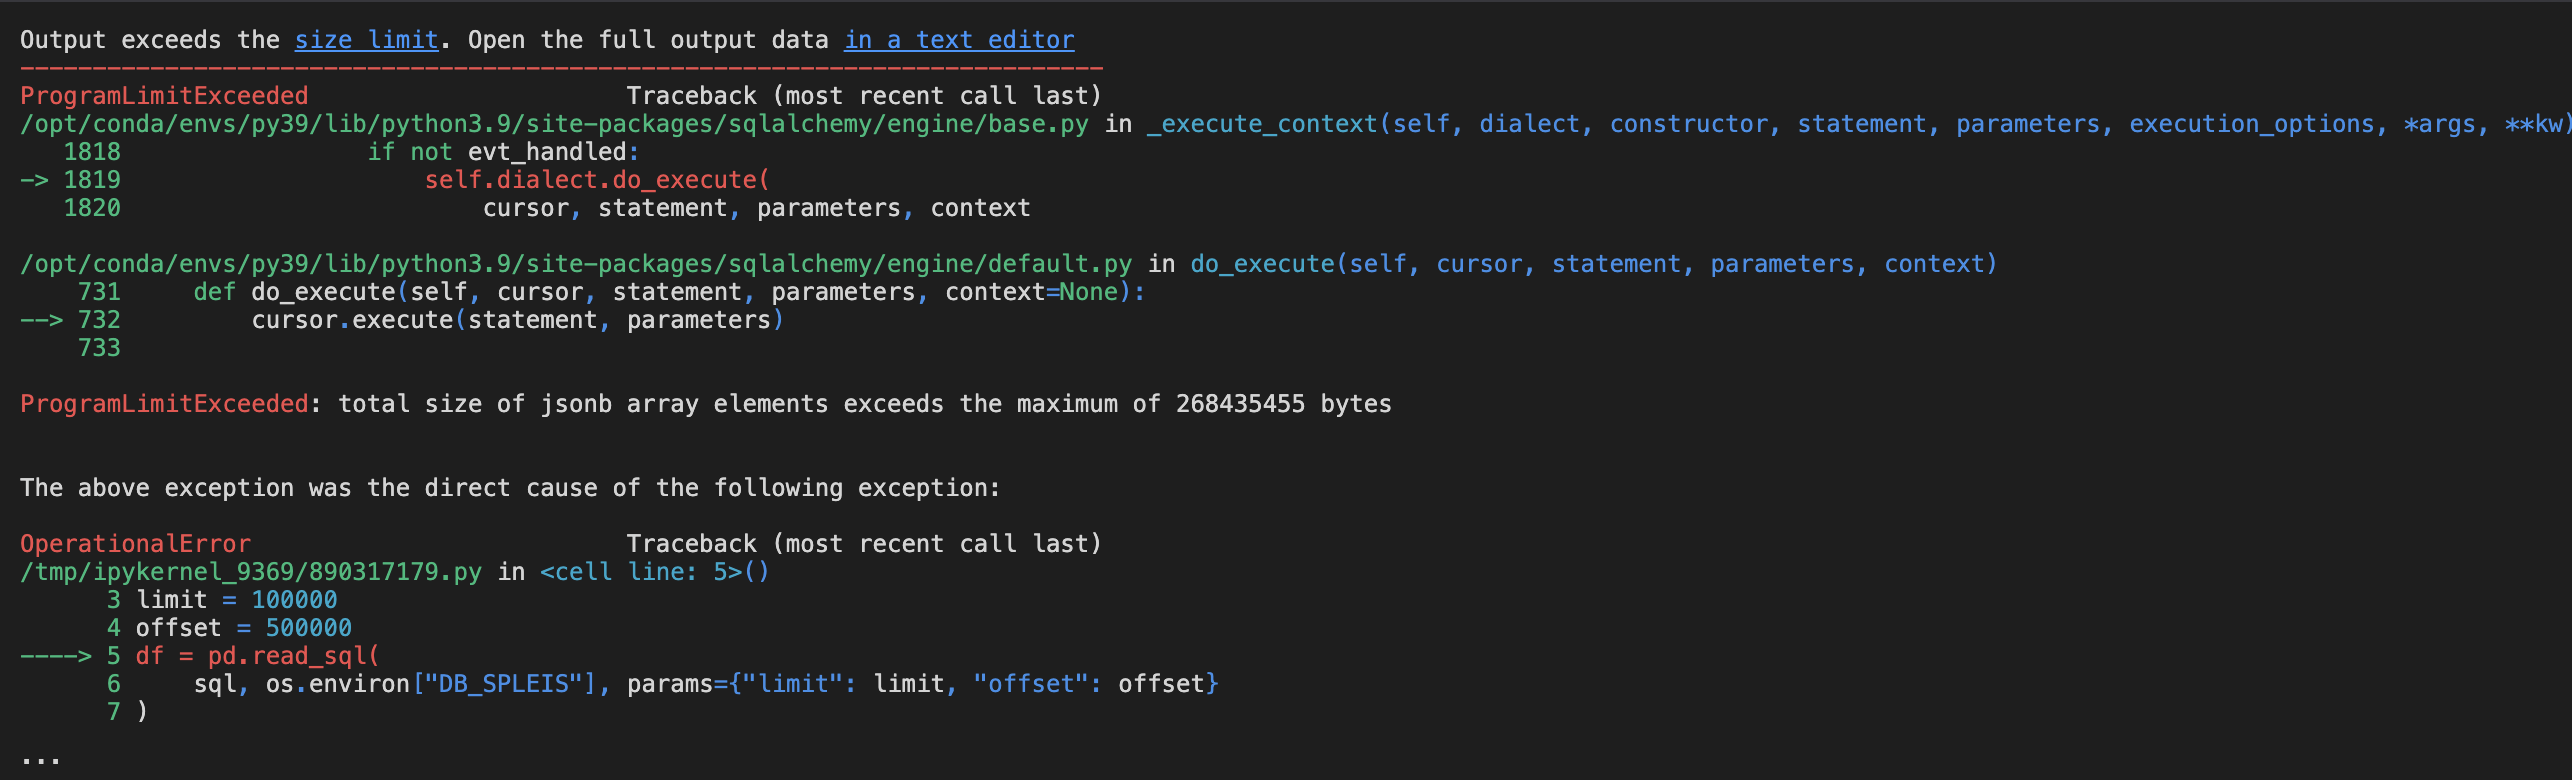 Output exceeds the size limit. Open the full output data in a text editor
---------------------------------------------------------------------------
ProgramLimitExceeded                      Traceback (most recent call last)
/opt/conda/envs/py39/lib/python3.9/site-packages/sqlalchemy/engine/base.py in _execute_context(self, dialect, constructor, statement, parameters, execution_options, *args, **kw)
   1818                 if not evt_handled:
-> 1819                     self.dialect.do_execute(
   1820                         cursor, statement, parameters, context
/opt/conda/envs/py39/lib/python3.9/site-packages/sqlalchemy/engine/default.py in do_execute(self, cursor, statement, parameters, context)
    731     def do_execute(self, cursor, statement, parameters, context=None):
--> 732         cursor.execute(statement, parameters)
    733
ProgramLimitExceeded: total size of jsonb array elements exceeds the maximum of 268435455 bytes
The above exception was the direct cause of the following exception:
OperationalError                          Traceback (most recent call last)
/tmp/ipykernel_9369/890317179.py in <cell line: 5>()
      3 limit = 100000
      4 offset = 500000
----> 5 df = pd.read_sql(
      6     sql, os.environ["DB_SPLEIS"], params={"limit": limit, "offset": offset}
      7 )
...